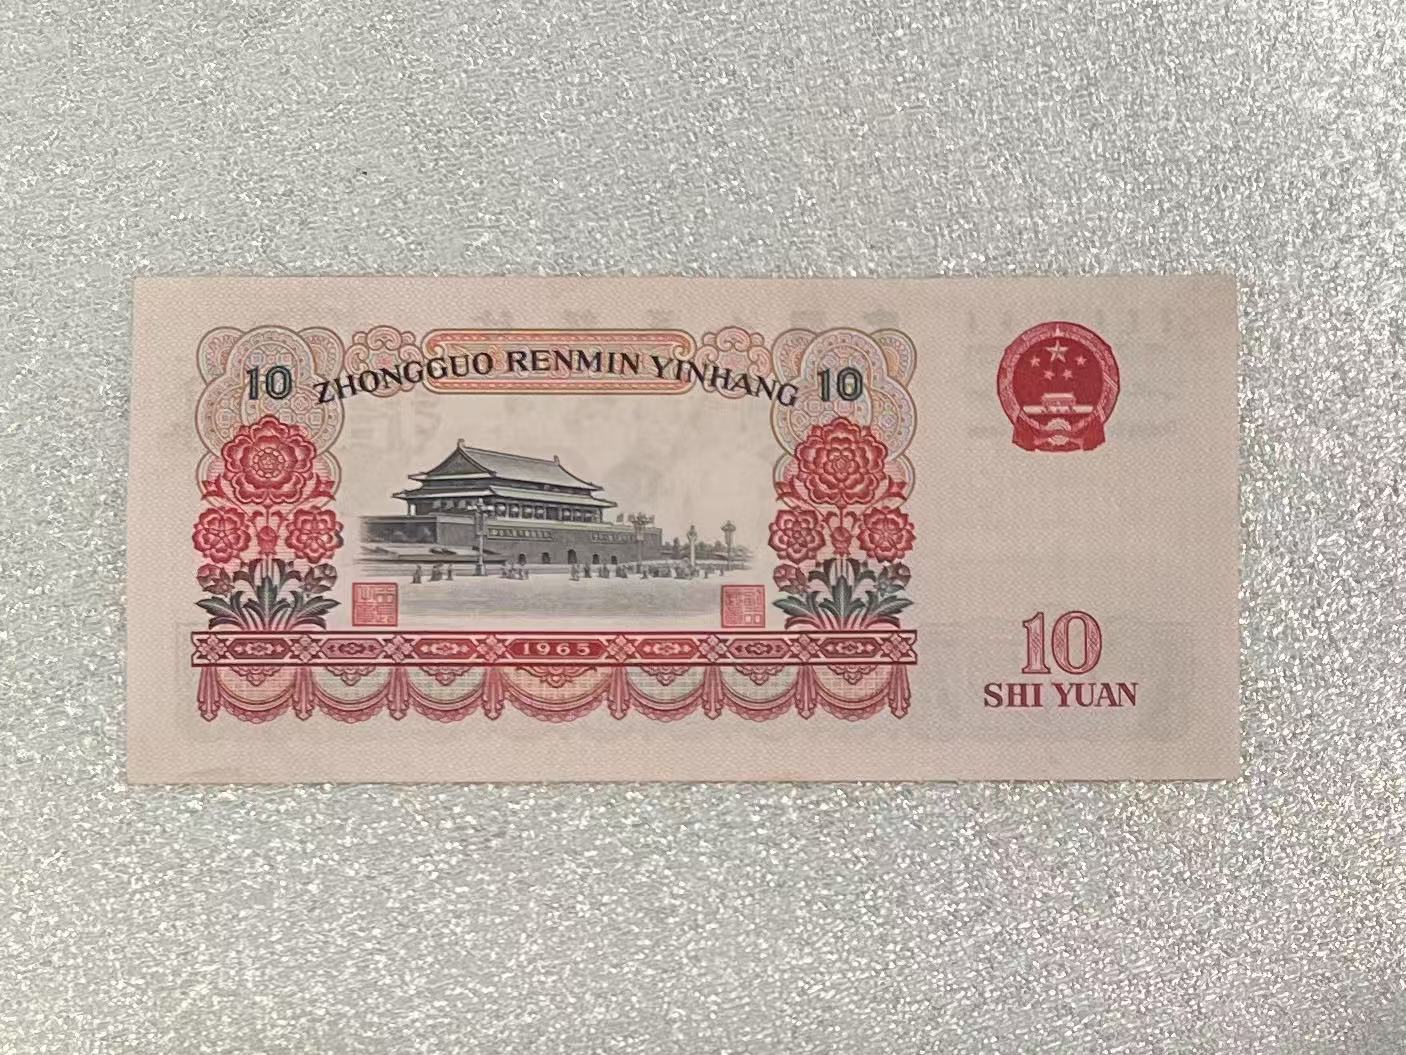 10 ZHONGGUO RENMIN YINHANG 10
1965
10
SHI YUAN